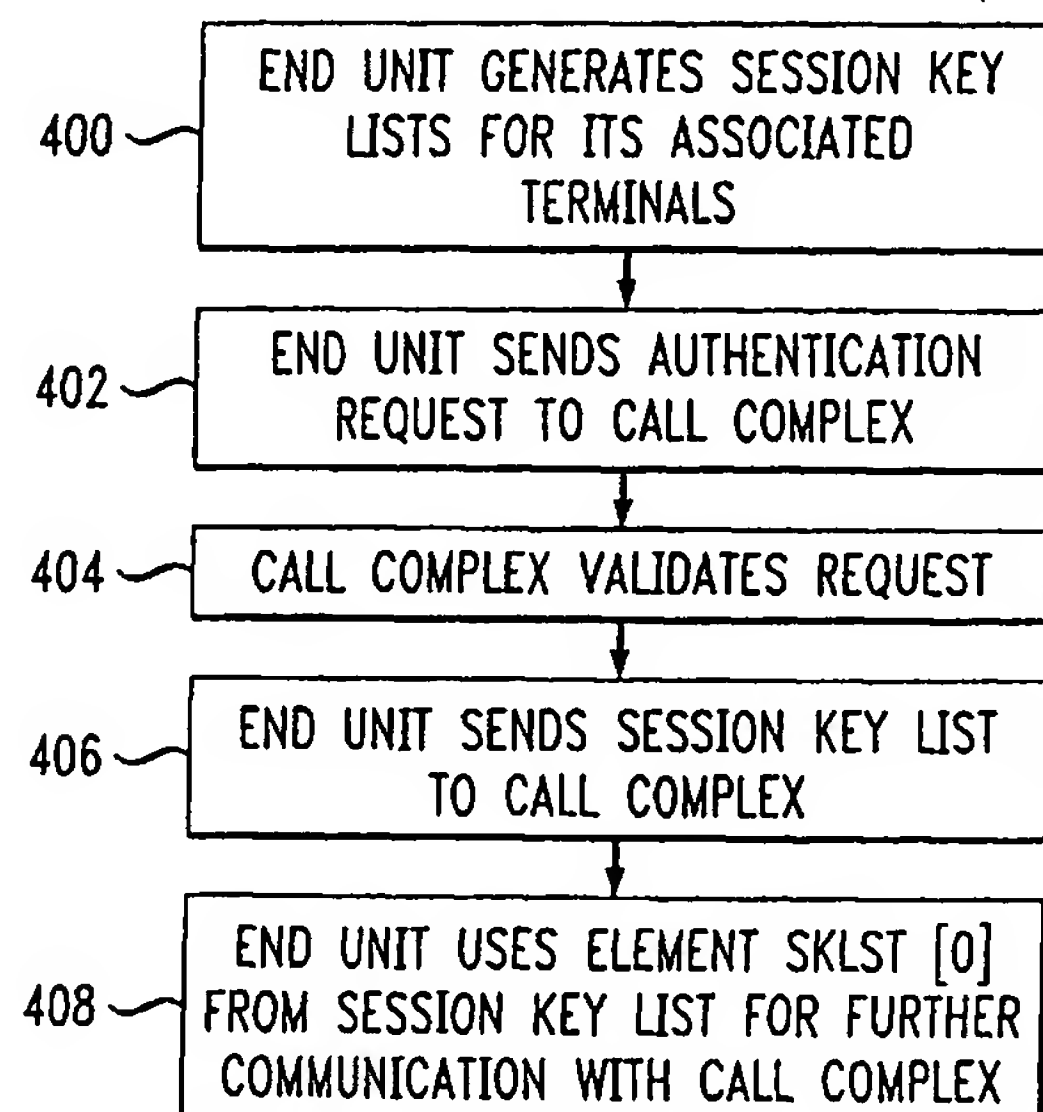 400
END UNIT GENERATES SESSION KEY
LISTS FOR ITS ASSOCIATED
TERMINALS
402
END UNIT SENDS AUTHENTICATION
REQUEST TO CALL COMPLEX
404
CALL COMPLEX VALIDATES REQUEST
406
END UNIT SENDS SESSION KEY LIST
TO CALL COMPLEX
408
END UNIT USES ELEMENT SKLST [0]
FROM SESSION KEY LIST FOR FURTHER
COMMUNICATION WITH CALL COMPLEX